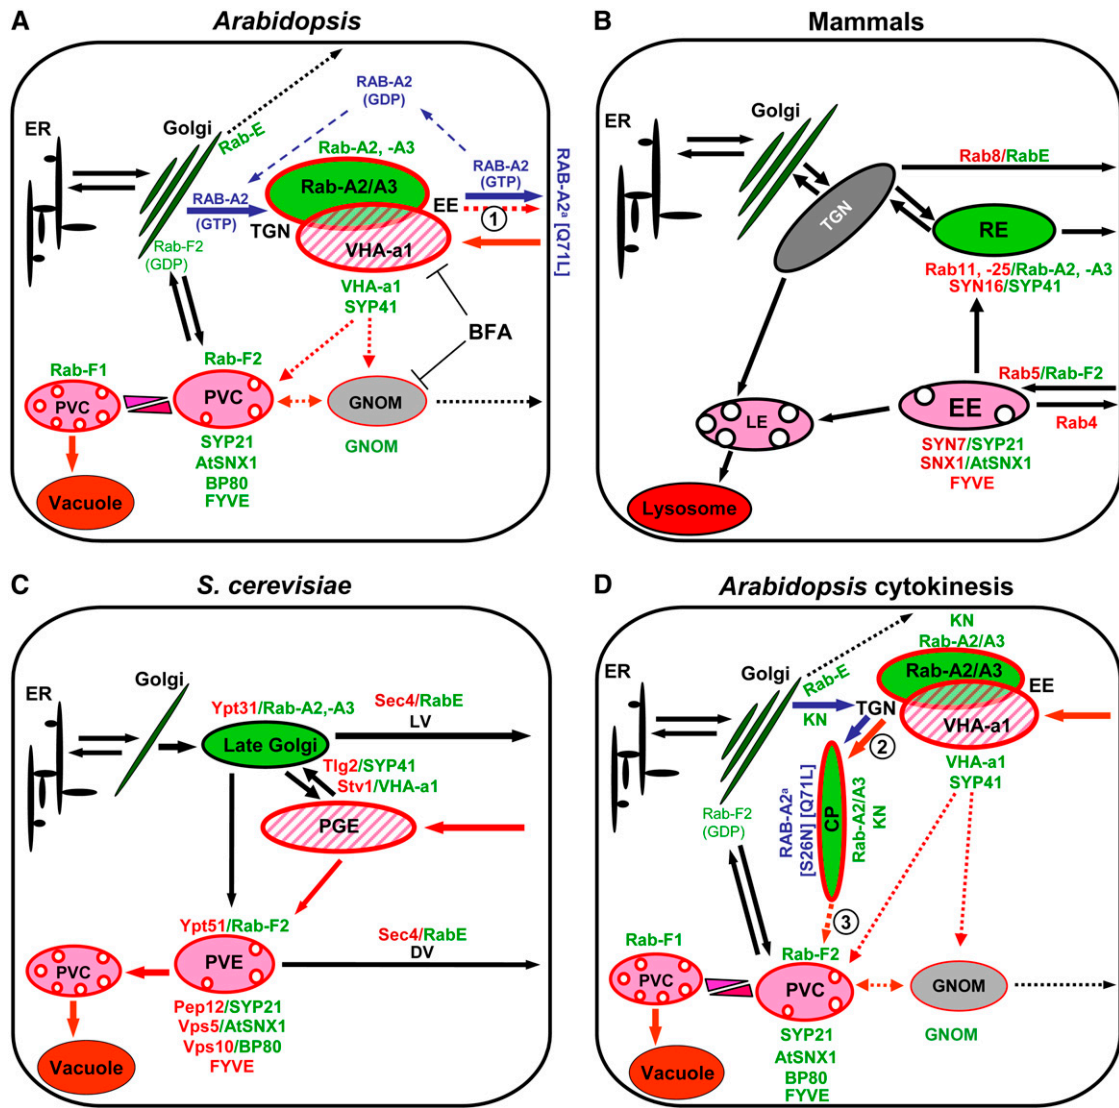 A
Arabidopsis
ER
Golgi
Rab-E
RAB-A2
(GDP)
Rab-A2, -A3
RAB-A2
(GTP)
Rab-A2/A3
RAB-A2
(GTP)
EE
1
TGN
VHA-a1
RAB-A2ª [Q71L]
Rab-F2
(GDP)
VHA-a1
SYP41
BFA
Rab-F1
Rab-F2
PVC
PVC
GNOM
SYP21
AtSNX1
BP80
FYVE
GNOM
Vacuole
B
Mammals
ER
Golgi
TGN
Rab8/RabE
RE
Rab11, -25/Rab-A2, -A3
SYN16/SYP41
Rab5/Rab-F2
EE
Rab4
LE
SYN7/SYP21
SNX1/AtSNX1
FYVE
Lysosome
C
S. cerevisiae
ER
Golgi
Ypt31/Rab-A2,-A3
Sec4/RabE
LV
Late Golgi
Tlg2/SYP41
Stv1/VHA-a1
PGE
Ypt51/Rab-F2
Sec4/RabE
DV
PVC
PVE
Pep12/SYP21
Vps5/AtSNX1
Vps10/BP80
FYVE
Vacuole
D
Arabidopsis cytokinesis
ER
Golgi
Rab-E
KN
Rab-A2/A3
Rab-A2/A3
EE
KN
TGN
VHA-a1
2
VHA-a1
SYP41
RAB-A2ª
[S26N] [Q71L]
CP
Rab-A2/A3
KN
Rab-F2
(GDP)
3
Rab-F1
Rab-F2
PVC
PVC
GNOM
SYP21
AtSNX1
BP80
FYVE
GNOM
Vacuole